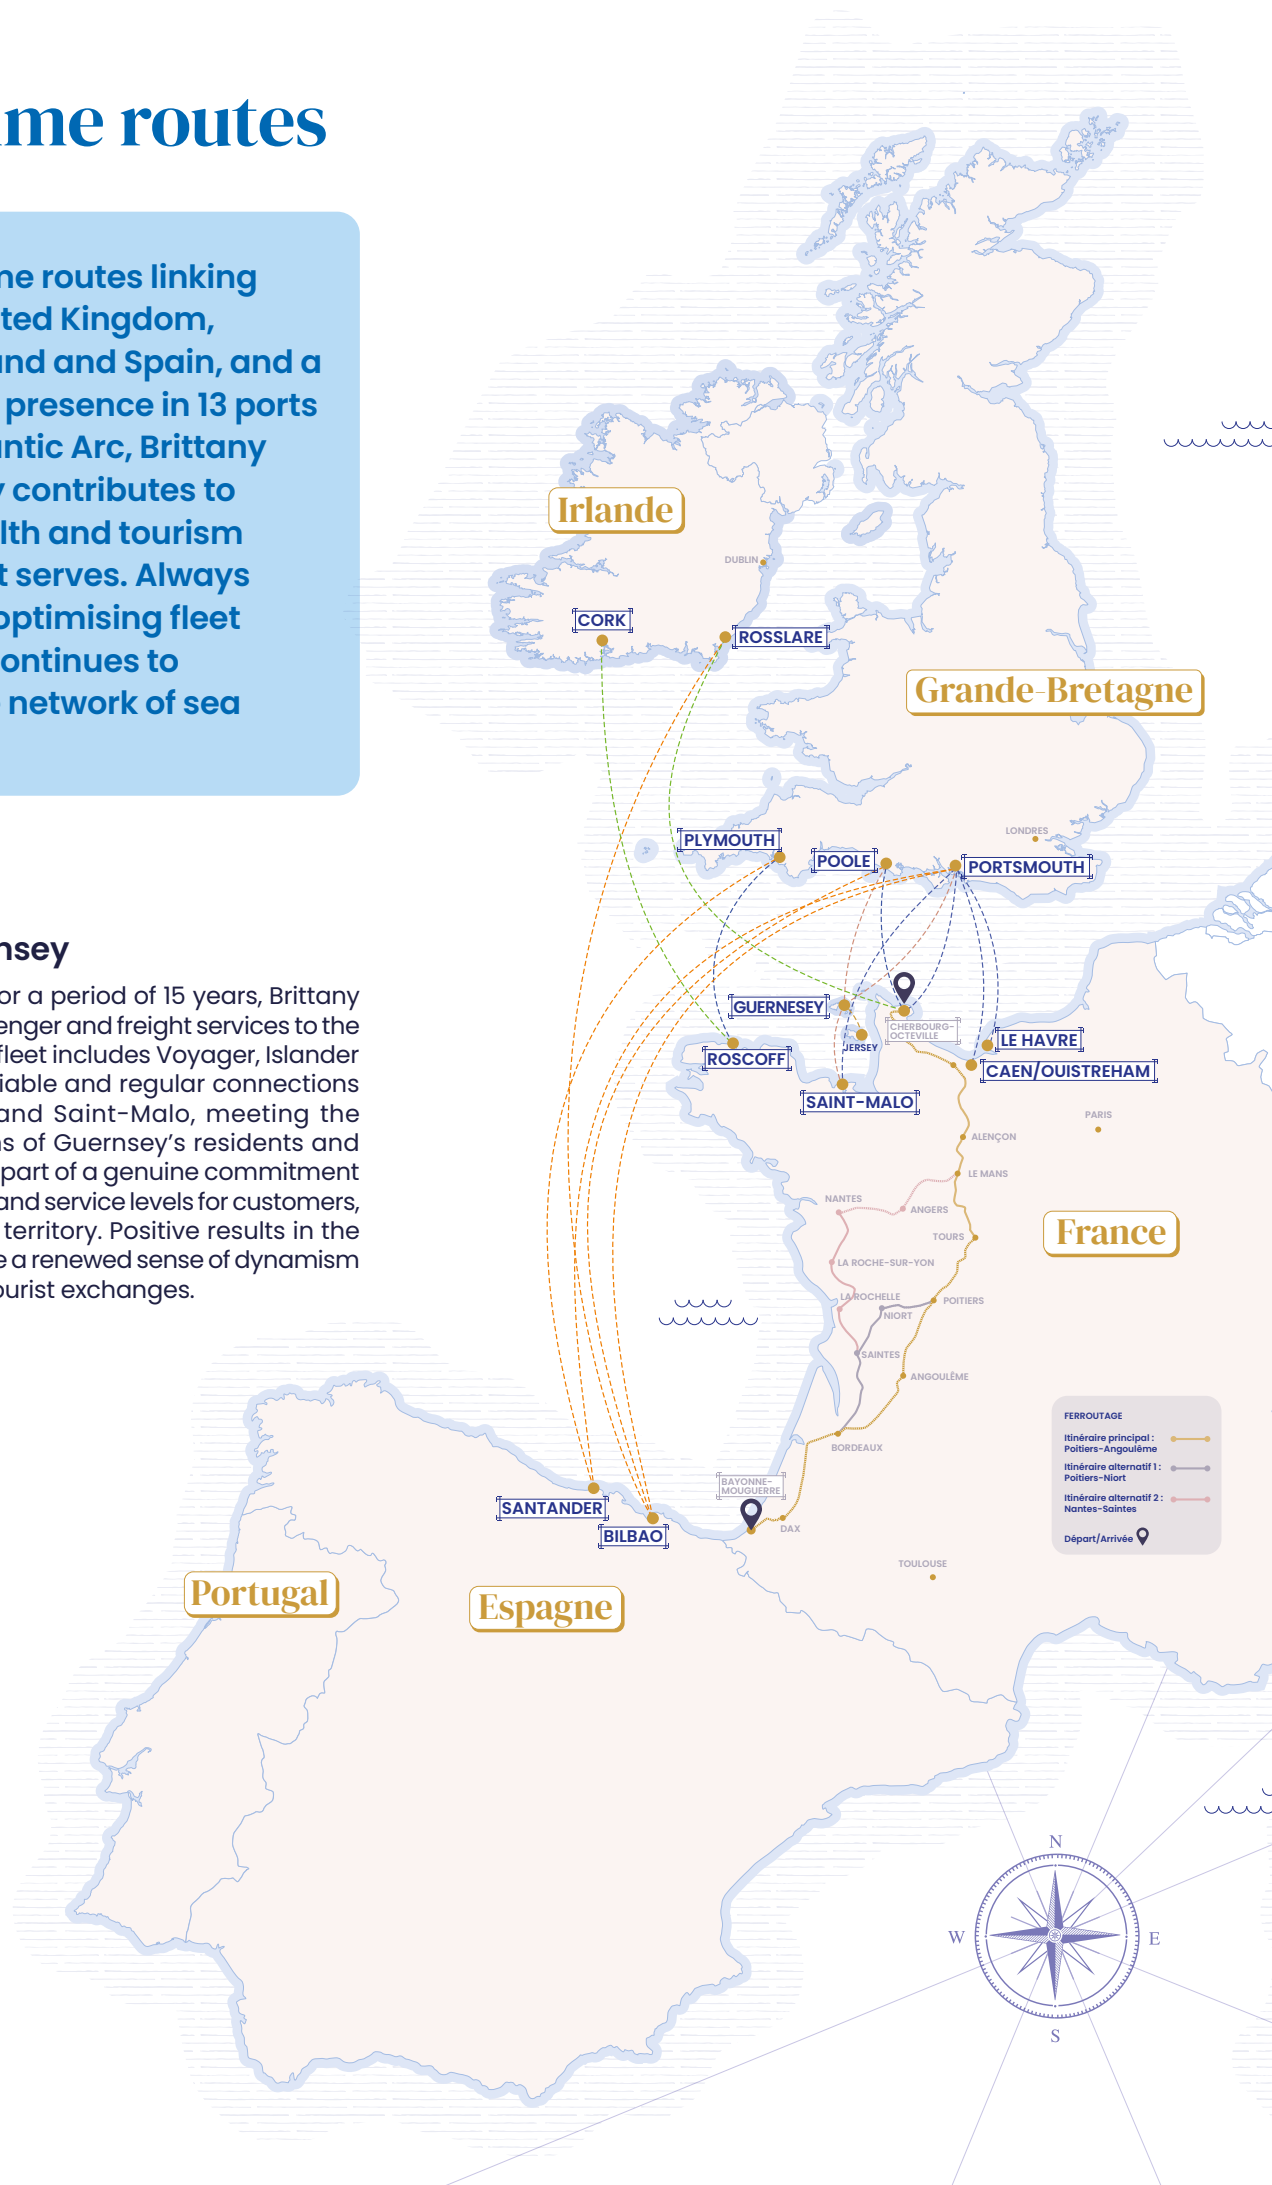 me routes
ne routes linking
ted Kingdom,
and and Spain, and a
presence in 13 ports
antic Arc, Brittany
y contributes to
lth and tourism
t serves. Always
optimising fleet
ontinues to
network of sea
nsey
or a period of 15 years, Brittany
enger and freight services to the
fleet includes Voyager, Islander
iable and regular connections
and Saint-Malo, meeting the
ns of Guernsey's residents and
part of a genuine commitment
and service levels for customers,
territory. Positive results in the
e a renewed sense of dynamism
ourist exchanges.
Irlande
DUBLIN
CORK
ROSSLARE
Grande-Bretagne
LONDRES
PLYMOUTH
POOLE
PORTSMOUTH
GUERNESEY
CHERBOURG-
OCTEVILLE
JERSEY
LE HAVRE
ROSCOFF
CAEN/OUISTREHAM
SAINT-MALO
PARIS
ALENÇON
LE MANS
NANTES
ANGERS
France
TOURS
LA ROCHE-SUR-YON
LA ROCHELLE
POITIERS
NIORT
SAINTES
ANGOULÊME
BORDEAUX
FERROUTAGE
Itinéraire principal :
Poitiers-Angoulême
Itinéraire alternatif 1 :
Poitiers-Niort
Itinéraire alternatif 2 :
Nantes-Saintes
Départ/Arrivée
BAYONNE-
MOUGUERRE
SANTANDER
BILBAO
DAX
TOULOUSE
Portugal
Espagne
N
W
E
S